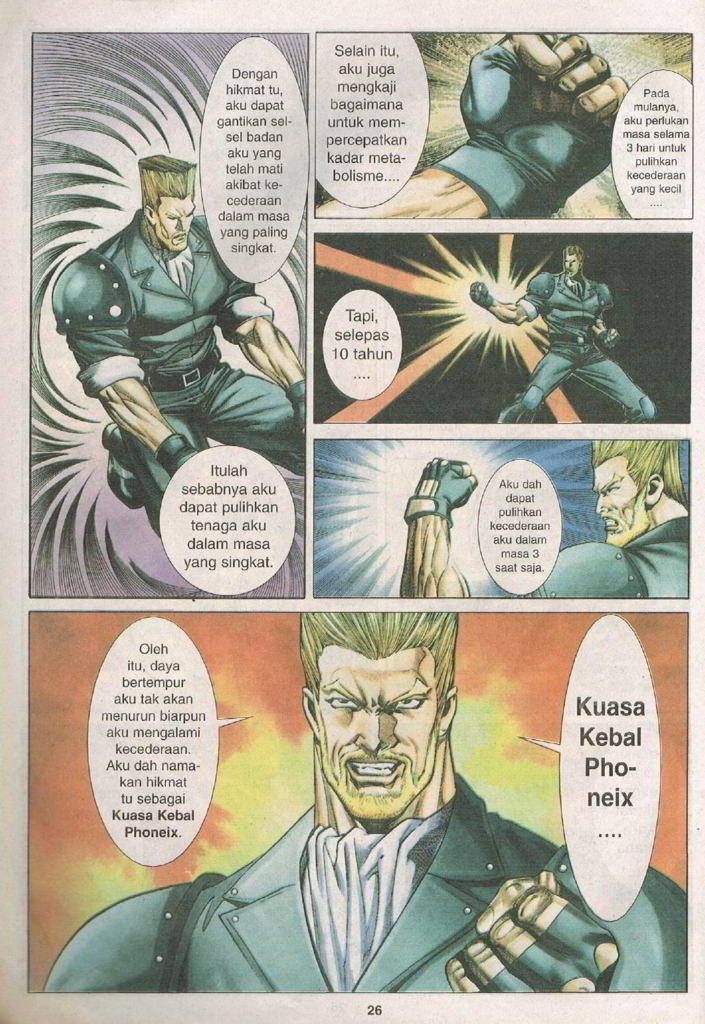 Dengan
hikmat tu,
aku dapat
gantikan sel-
sel badan
aku yang
telah mati
akibat ke-
cederaan
dalam masa
yang paling
singkat.
Itulah
sebabnya aku
dapat pulihkan
tenaga aku
dalam masa
yang singkat.
Selain itu,
aku juga
mengkaji
bagaimana
untuk mem-
percepatkan
kadar meta-
bolisme....
Pada
mulanya,
aku perlukan
masa selama
3 hari untuk
pulihkan
kecederaan
yang kecil
....
Tapi,
selepas
10 tahun
....
Aku dah
dapat
pulihkan
kecederaan
aku dalam
masa 3
saat saja.
Oleh
itu, daya
bertempur
aku tak akan
menurun biarpun
aku mengalami
kecederaan.
Aku dah nama-
kan hikmat
tu sebagai
Kuasa Kebal
Phoneix.
Kuasa
Kebal
Pho-
neix
....
26